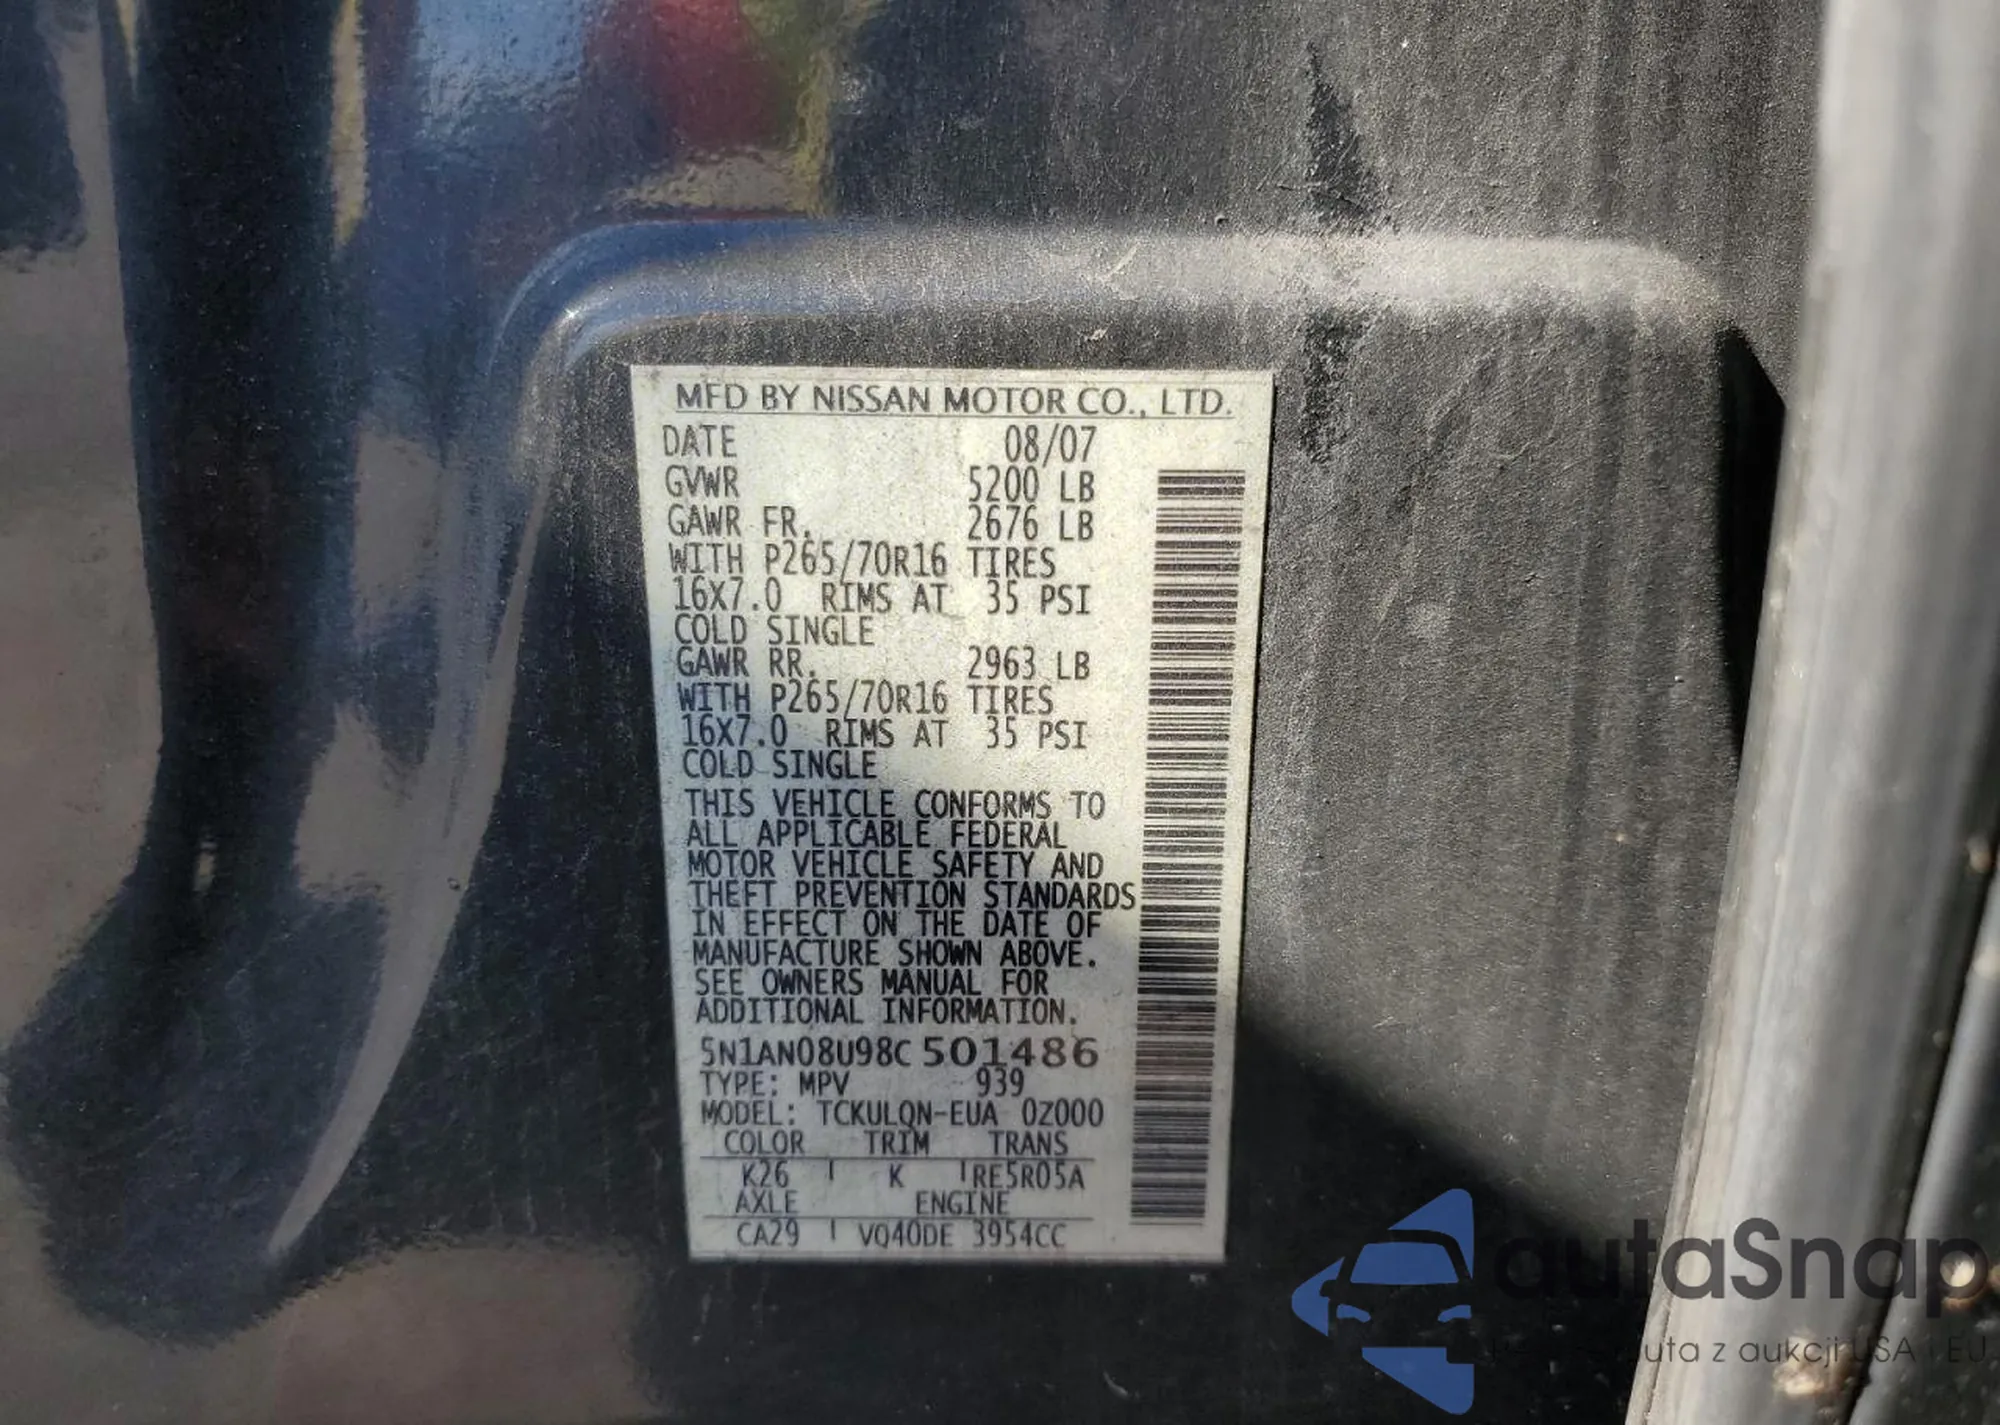 MFD BY NISSAN MOTOR CO., LTD.
DATE 08/07
GVWR 5200 LB
GAWR FR. 2676 LB
WITH P265/70R16 TIRES
16X7.0 RIMS AT 35 PSI
COLD SINGLE
GAWR RR. 2963 LB
WITH P265/70R16 TIRES
16X7.0 RIMS AT 35 PSI
COLD SINGLE
THIS VEHICLE CONFORMS TO
ALL APPLICABLE FEDERAL
MOTOR VEHICLE SAFETY AND
THEFT PREVENTION STANDARDS
IN EFFECT ON THE DATE OF
MANUFACTURE SHOWN ABOVE.
SEE OWNERS MANUAL FOR
ADDITIONAL INFORMATION.
5N1AN08U98C501486
TYPE: MPV 939
MODEL: TCKULQN-EUA 0Z000
COLOR TRIM TRANS
K26 K RE5R05A
AXLE ENGINE
CA29 VQ40DE 3954CC
autaSnap
auta z aukcji USA i EU